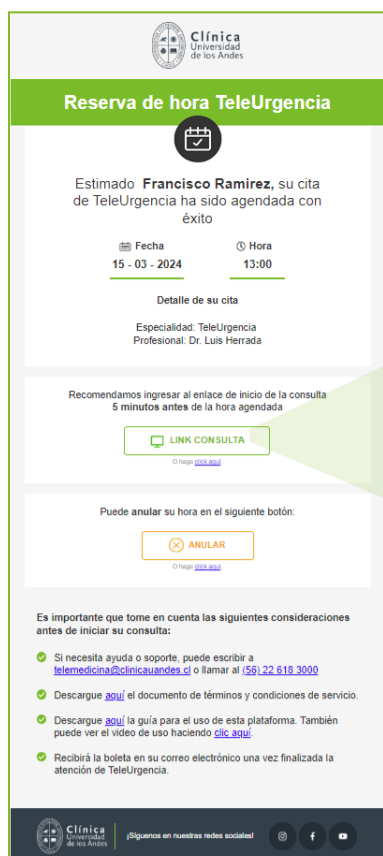 Clínica
Universidad
de los Andes
Reserva de hora TeleUrgencia
Estimado Francisco Ramirez, su cita
de TeleUrgencia ha sido agendada con
éxito
Fecha
Hora
15 - 03 - 2024
13:00
Detalle de su cita
Especialidad: TeleUrgencia
Profesional: Dr. Luis Herrada
Recomendamos ingresar al enlace de inicio de la consulta
5 minutos antes de la hora agendada
LINK CONSULTA
O haga click aquí.
Puede anular su hora en el siguiente botón:
ANULAR
O haga click aquí.
Es importante que tome en cuenta las siguientes consideraciones
antes de iniciar su consulta:
Si necesita ayuda o soporte, puede escribir a
telemedicina@clinicauandes.cl o llamar al (56) 22 618 3000
Descargue aquí el documento de términos y condiciones de servicio.
Descargue aquí la guía para el uso de esta plataforma. También
puede ver el video de uso haciendo clic aquí.
Recibirá la boleta en su correo electrónico una vez finalizada la
atención de TeleUrgencia.
Clínica
Universidad
de los Andes
¡Síguenos en nuestras redes sociales!